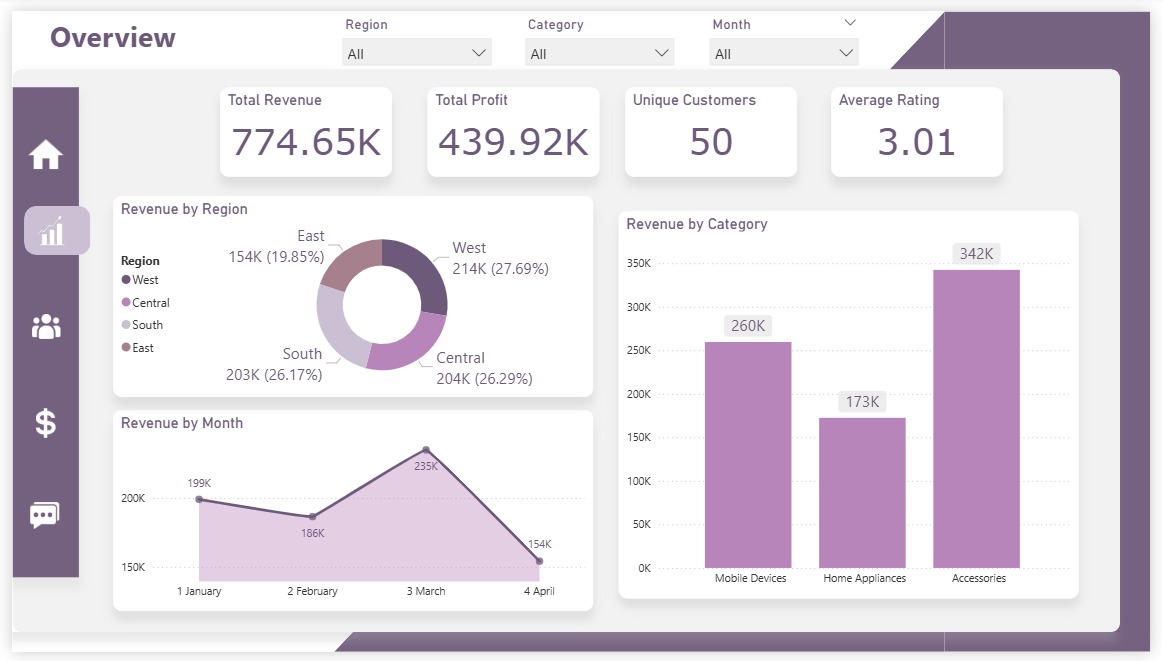 Overview
Region
All
Category
All
Month
All
Total Revenue
774.65K
Total Profit
439.92K
Unique Customers
50
Average Rating
3.01
Revenue by Region
Region
West
Central
South
East
East
154K (19.85%)
West
214K (27.69%)
South
203K (26.17%)
Central
204K (26.29%)
Revenue by Month
200K
150K
199K
186K
235K
154K
1 January
2 February
3 March
4 April
Revenue by Category
350K
300K
250K
200K
150K
100K
50K
0K
260K
173K
342K
Mobile Devices
Home Appliances
Accessories